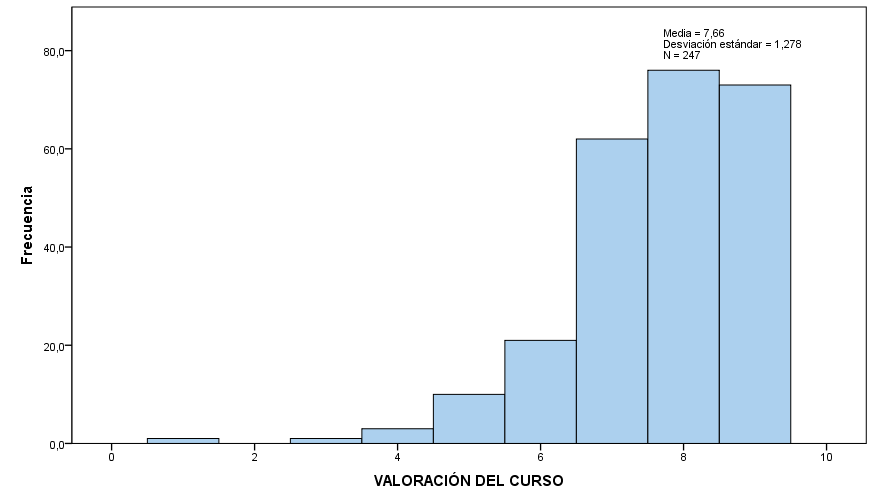 Media = 7,66
Desviación estándar = 1,278
N = 247
80,0
60,0
40,0
20,0
0,0
Frecuencia
0 2 4 6 8 10
VALORACIÓN DEL CURSO